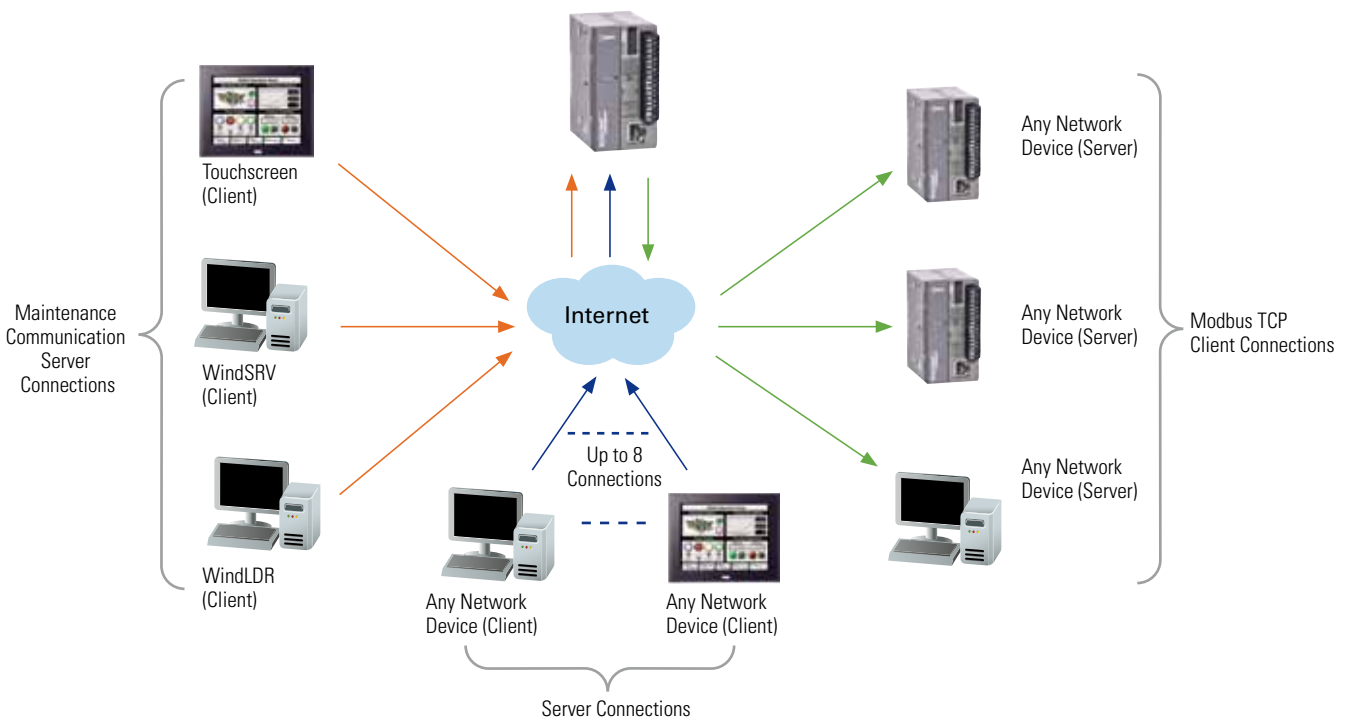 Touchscreen
(Client)
WindSRV
(Client)
WindLDR
(Client)
Maintenance
Communication
Server
Connections
Internet
Up to 8
Connections
Any Network
Device (Client)
Any Network
Device (Client)
Server Connections
Any Network
Device (Server)
Any Network
Device (Server)
Any Network
Device (Server)
Modbus TCP
Client Connections